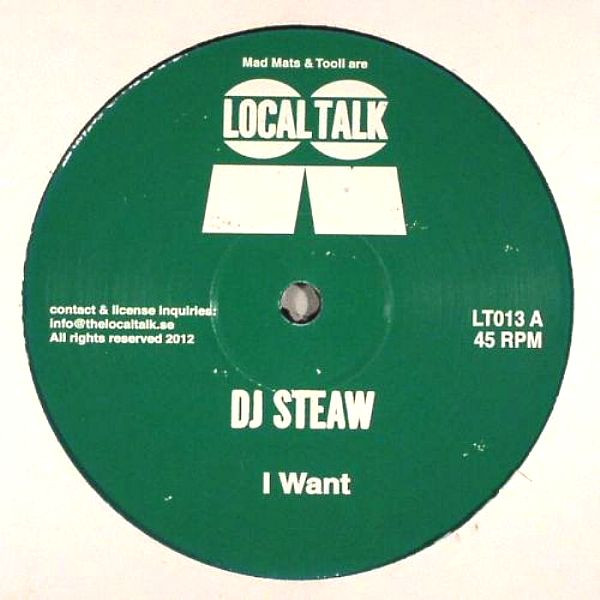 Mad Mats & Tooli are
LOCAL TALK
contact & license inquiries:
info@thelocaltalk.se
All rights reserved 2012
LT013 A
45 RPM
DJ STEAW
I Want